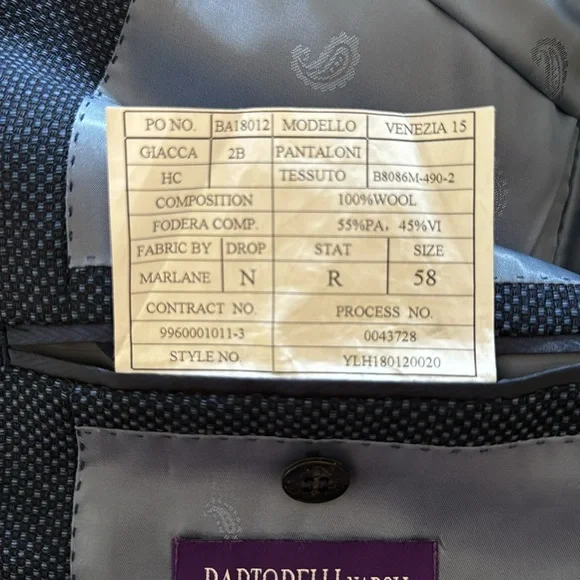 PO NO. BA18012 MODELLO VENEZIA 15
GIACCA 2B PANTALONI
HC TESSUTO B8086M-490-2
COMPOSITION 100%WOOL
FODERA COMP. 55%PA, 45%VI
FABRIC BY DROP STAT SIZE
MARLANE N R 58
CONTRACT NO. PROCESS NO.
9960001011-3 0043728
STYLE NO. YLH180120020